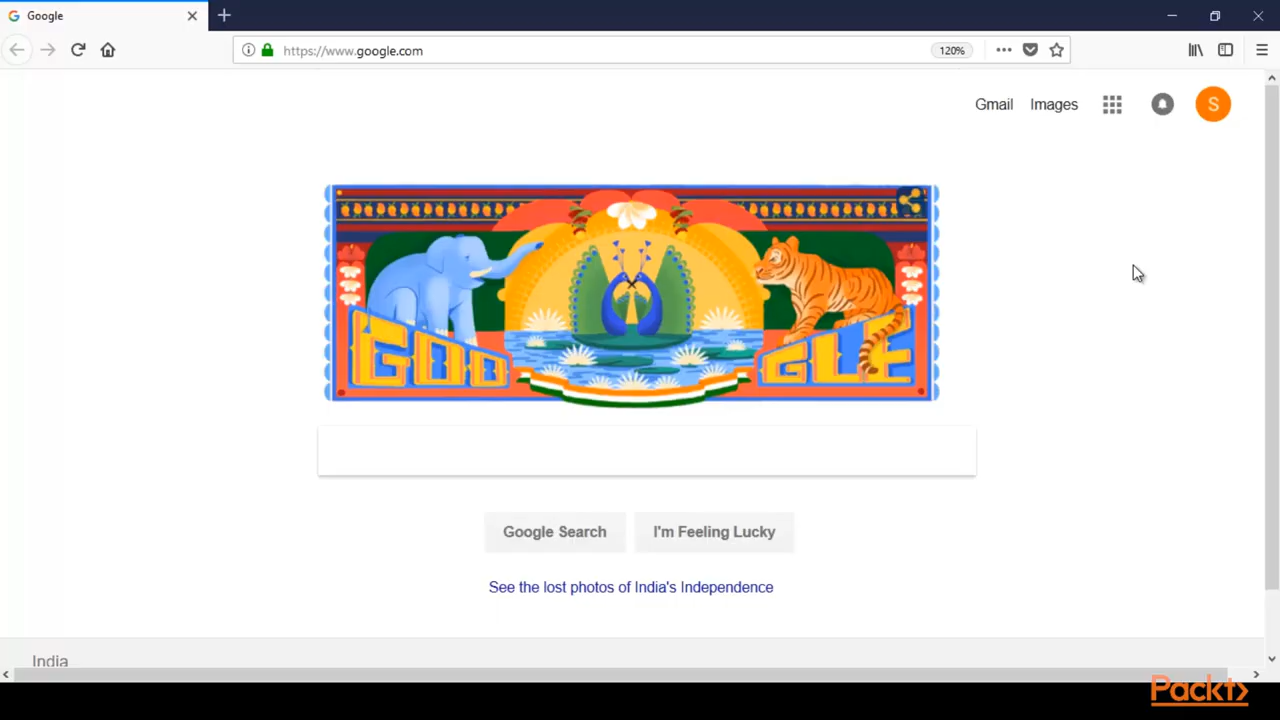 Google
https://www.google.com
120%
Gmail
Images
S
GOO GLE
Google Search
I'm Feeling Lucky
See the lost photos of India's Independence
India
Packt>